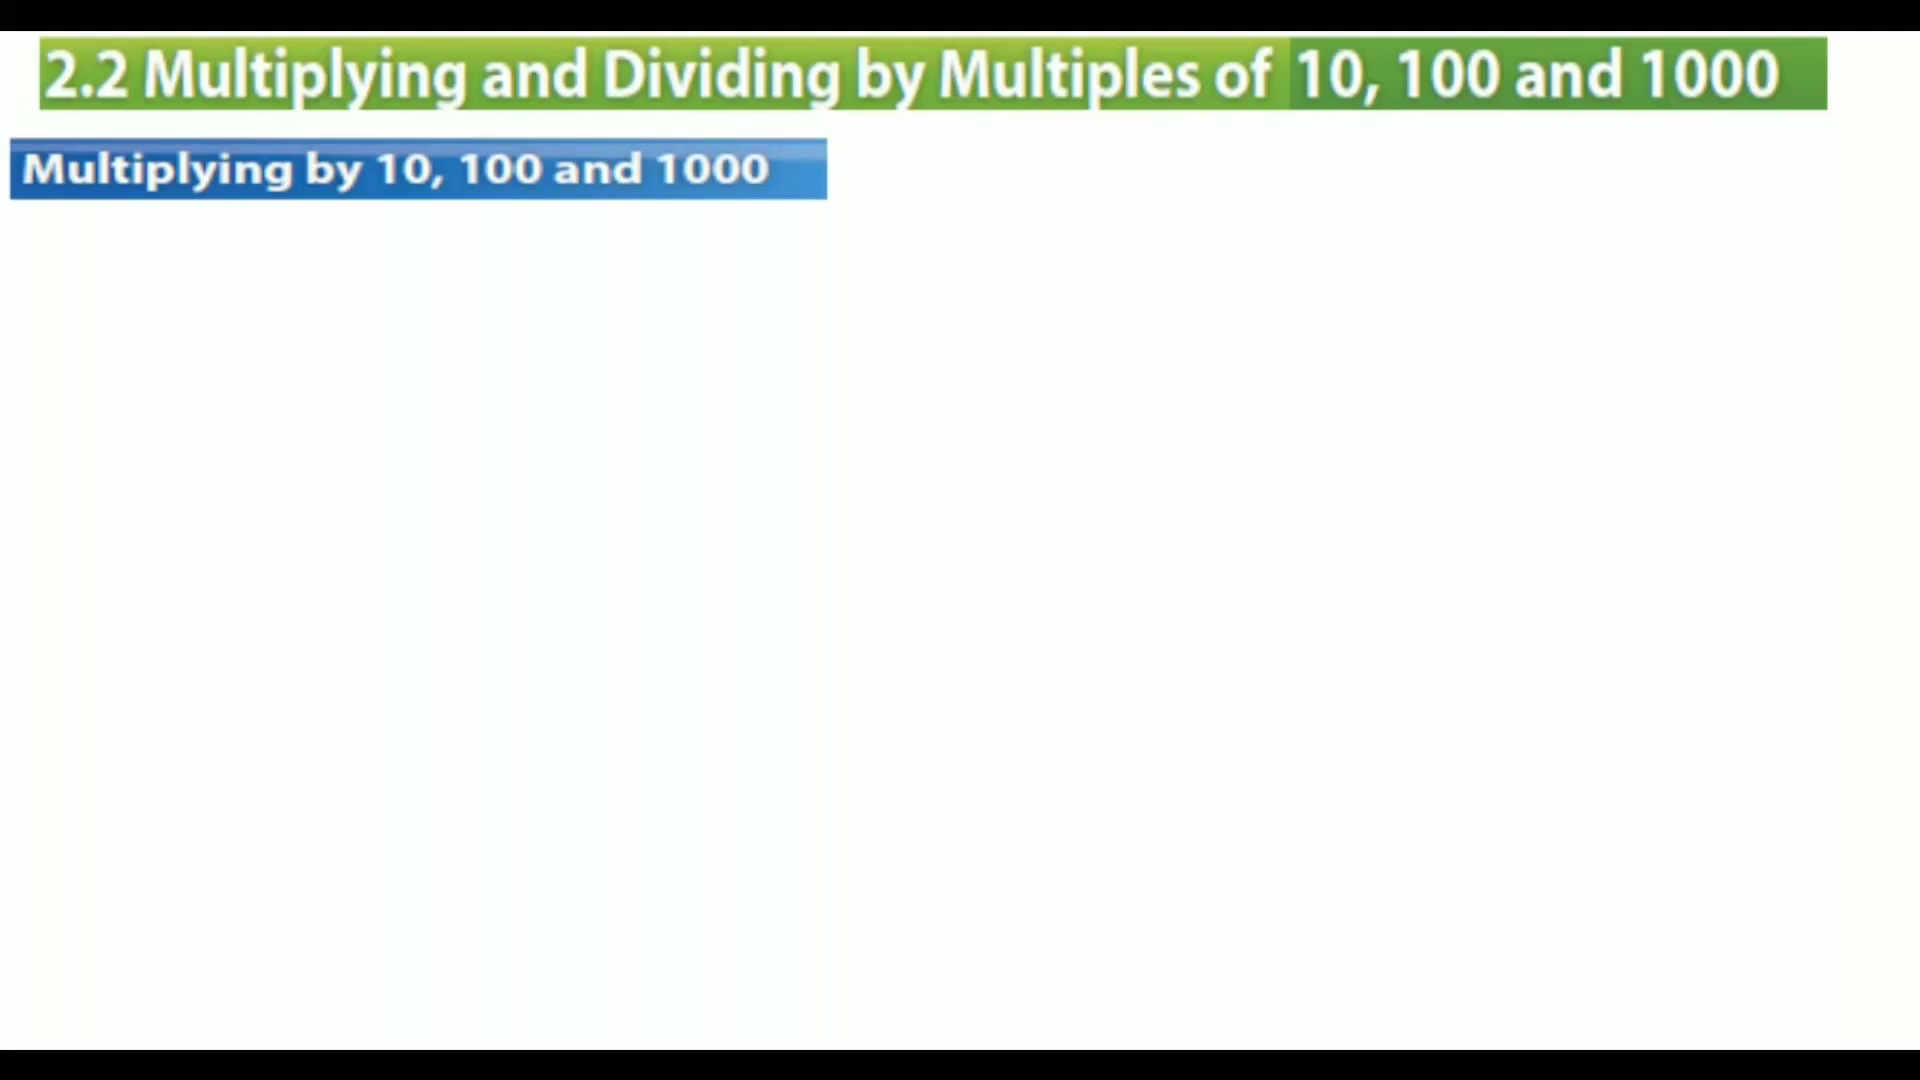 2.2 Multiplying and Dividing by Multiples of 10, 100 and 1000
Multiplying by 10, 100 and 1000